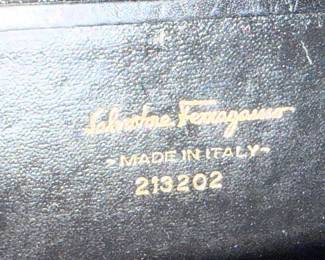 Salvatore Ferragamo
-MADE IN ITALY-
213202